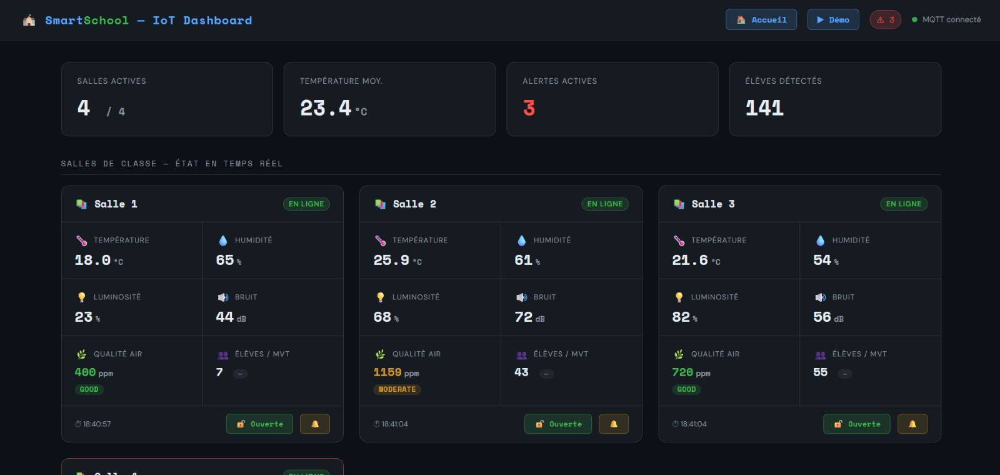 SmartSchool — IoT Dashboard
Accueil
Démo
3
MQTT connecté
SALLES ACTIVES
4 / 4
TEMPÉRATURE MOY.
23.4 °C
ALERTES ACTIVES
3
ÉLÈVES DÉTECTÉS
141
SALLES DE CLASSE — ÉTAT EN TEMPS RÉEL
Salle 1
EN LIGNE
TEMPÉRATURE
18.0 °C
HUMIDITÉ
65 %
LUMINOSITÉ
23 %
BRUIT
44 dB
QUALITÉ AIR
400 ppm
GOOD
ÉLÈVES / MVT
7 —
18:40:57
Ouverte
Salle 2
EN LIGNE
TEMPÉRATURE
25.9 °C
HUMIDITÉ
61 %
LUMINOSITÉ
68 %
BRUIT
72 dB
QUALITÉ AIR
1159 ppm
MODERATE
ÉLÈVES / MVT
43 —
18:41:04
Ouverte
Salle 3
EN LIGNE
TEMPÉRATURE
21.6 °C
HUMIDITÉ
54 %
LUMINOSITÉ
82 %
BRUIT
56 dB
QUALITÉ AIR
720 ppm
GOOD
ÉLÈVES / MVT
55 —
18:41:04
Ouverte